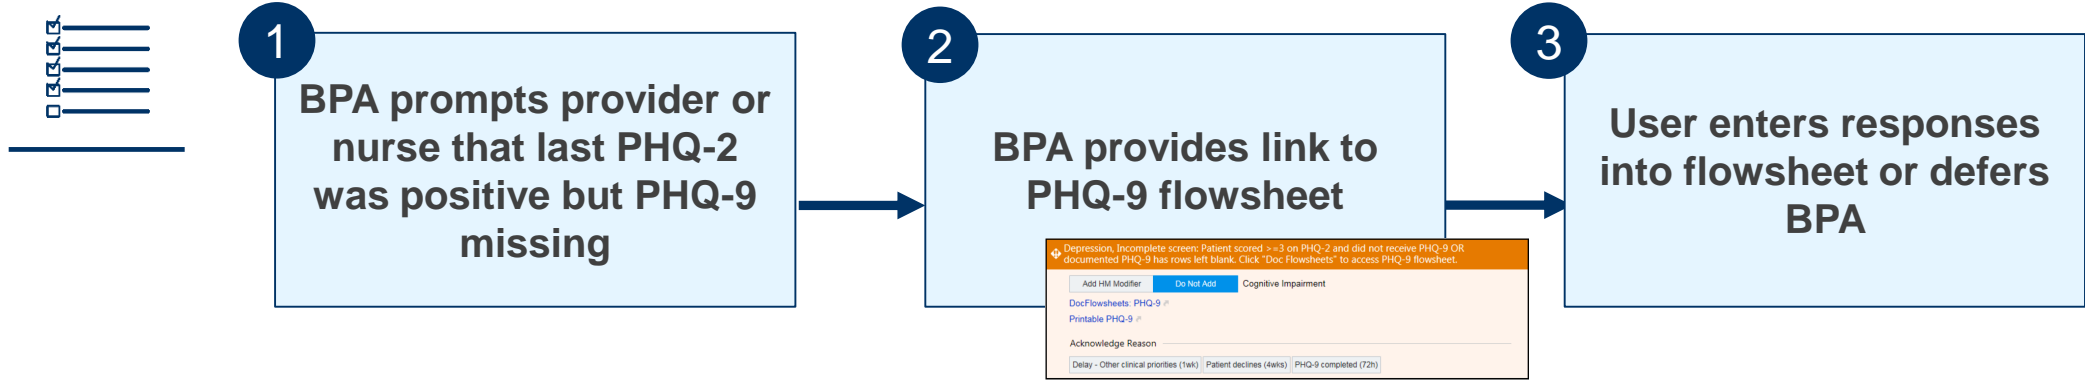 1
BPA prompts provider or
nurse that last PHQ-2
was positive but PHQ-9
missing
2
BPA provides link to
PHQ-9 flowsheet
Depression, Incomplete screen: Patient scored >=3 on PHQ-2 and did not receive PHQ-9 OR
documented PHQ-9 has rows left blank. Click "Doc Flowsheets" to access PHQ-9 flowsheet.
Add HM Modifier Do Not Add Cognitive Impairment
DocFlowsheets: PHQ-9
Printable PHQ-9
Acknowledge Reason
Delay - Other clinical priorities (1wk) Patient declines (4wks) PHQ-9 completed (72h)
3
User enters responses
into flowsheet or defers
BPA